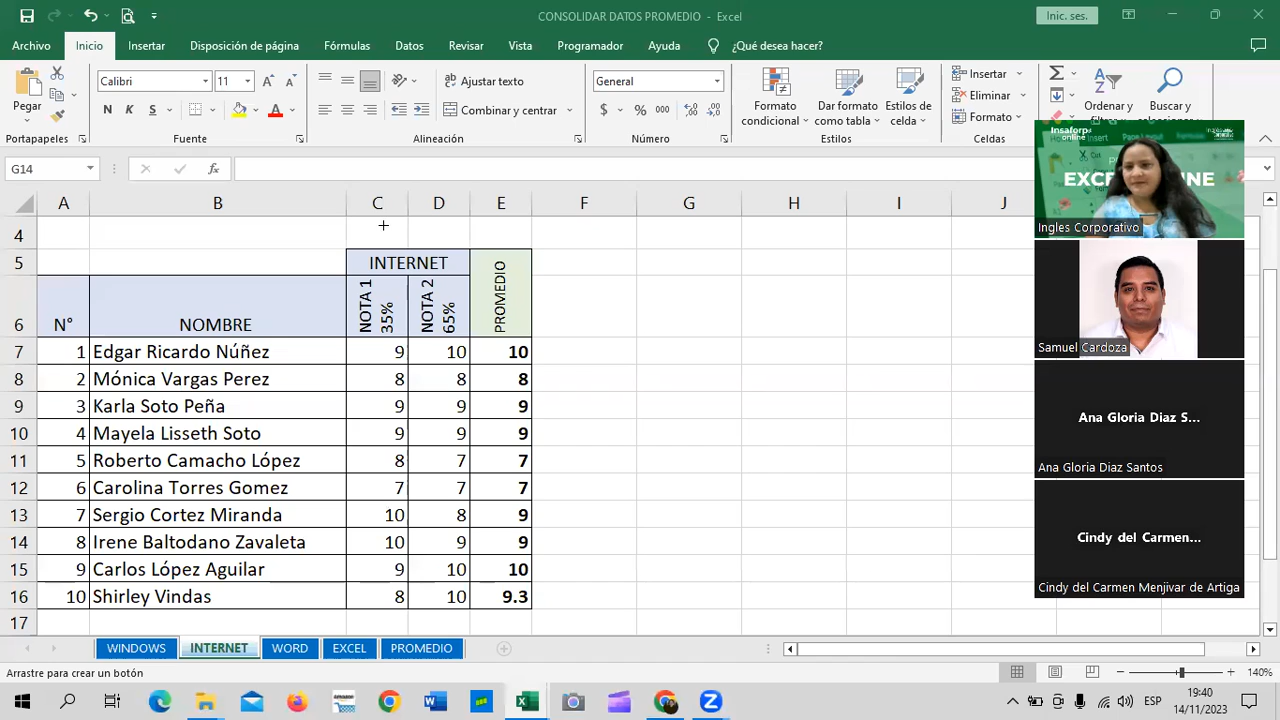 CONSOLIDAR DATOS PROMEDIO - Excel
Inic. ses.
Archivo Inicio Insertar Disposición de página Fórmulas Datos Revisar Vista Programador Ayuda ¿Qué desea hacer?
Pegar
Calibri 11
N K S
Ajustar texto
Combinar y centrar
General
$ % 000
Formato condicional
Dar formato como tabla
Estilos de celda
Insertar
Eliminar
Formato
Ordenar y filtrar
Buscar y seleccionar
Portapapeles Fuente Alineación Número Estilos Celdas
G14
fx
A B C D E F G H I J
4
5 INTERNET PROMEDIO
6 N° NOMBRE NOTA 1 35% NOTA 2 65%
7 1 Edgar Ricardo Núñez 9 10 10
8 2 Mónica Vargas Perez 8 8 8
9 3 Karla Soto Peña 9 9 9
10 4 Mayela Lisseth Soto 9 9 9
11 5 Roberto Camacho López 8 7 7
12 6 Carolina Torres Gomez 7 7 7
13 7 Sergio Cortez Miranda 10 8 9
14 8 Irene Baltodano Zavaleta 10 9 9
15 9 Carlos López Aguilar 9 10 10
16 10 Shirley Vindas 8 10 9.3
17
WINDOWS INTERNET WORD EXCEL PROMEDIO
Arrastre para crear un botón
140%
Insaforp online
Ingles Corporativo
Samuel Cardoza
Ana Gloria Diaz S...
Ana Gloria Diaz Santos
Cindy del Carmen...
Cindy del Carmen Menjivar de Artiga
ESP
19:40
14/11/2023